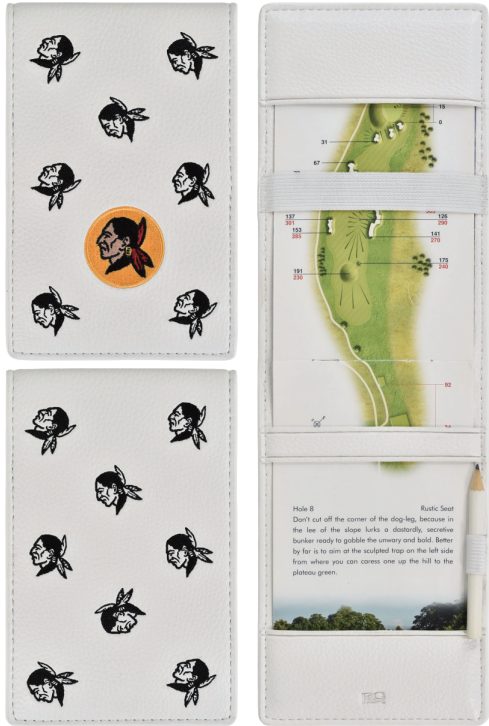 15
0
31
67
137
301
126
290
153
285
141
270
175
240
191
230
92
Hole 8 Rustic Seat
Don't cut off the corner of the dog-leg, because in
the lee of the slope lurks a dastardly, secretive
bunker ready to gobble the unwary and bold. Better
by far is to aim at the sculpted trap on the left side
from where you can caress one up the hill to the
plateau green.